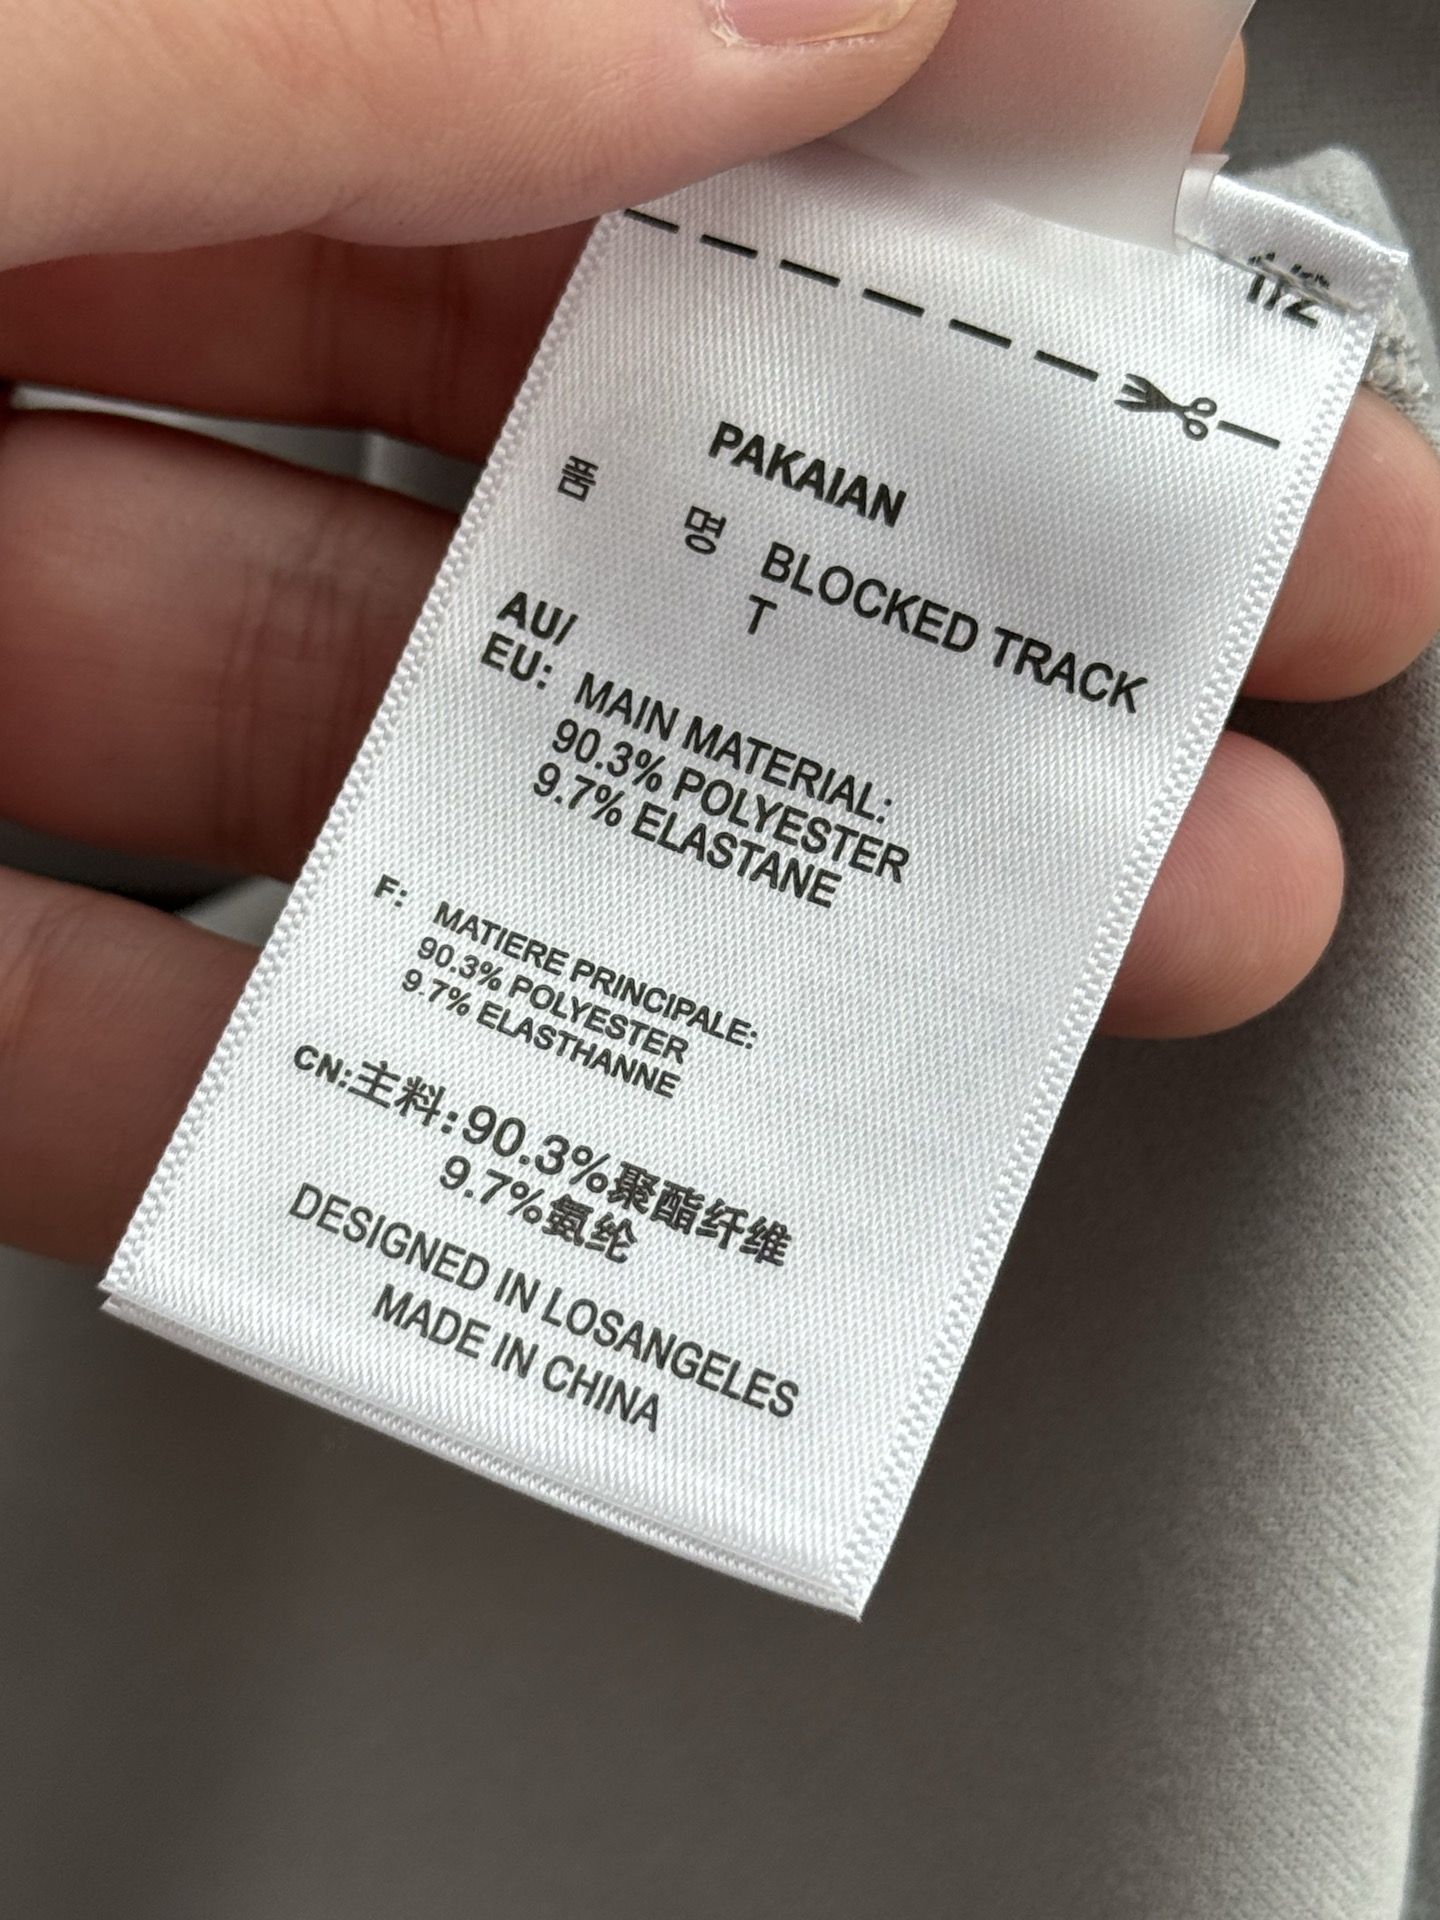 1/2
PAKAIAN
품 명 BLOCKED TRACK
T
AU/
EU: MAIN MATERIAL:
90.3% POLYESTER
9.7% ELASTANE
F: MATIERE PRINCIPALE:
90.3% POLYESTER
9.7% ELASTHANNE
CN:主料:90.3%聚酯纤维
9.7%氨纶
DESIGNED IN LOSANGELES
MADE IN CHINA